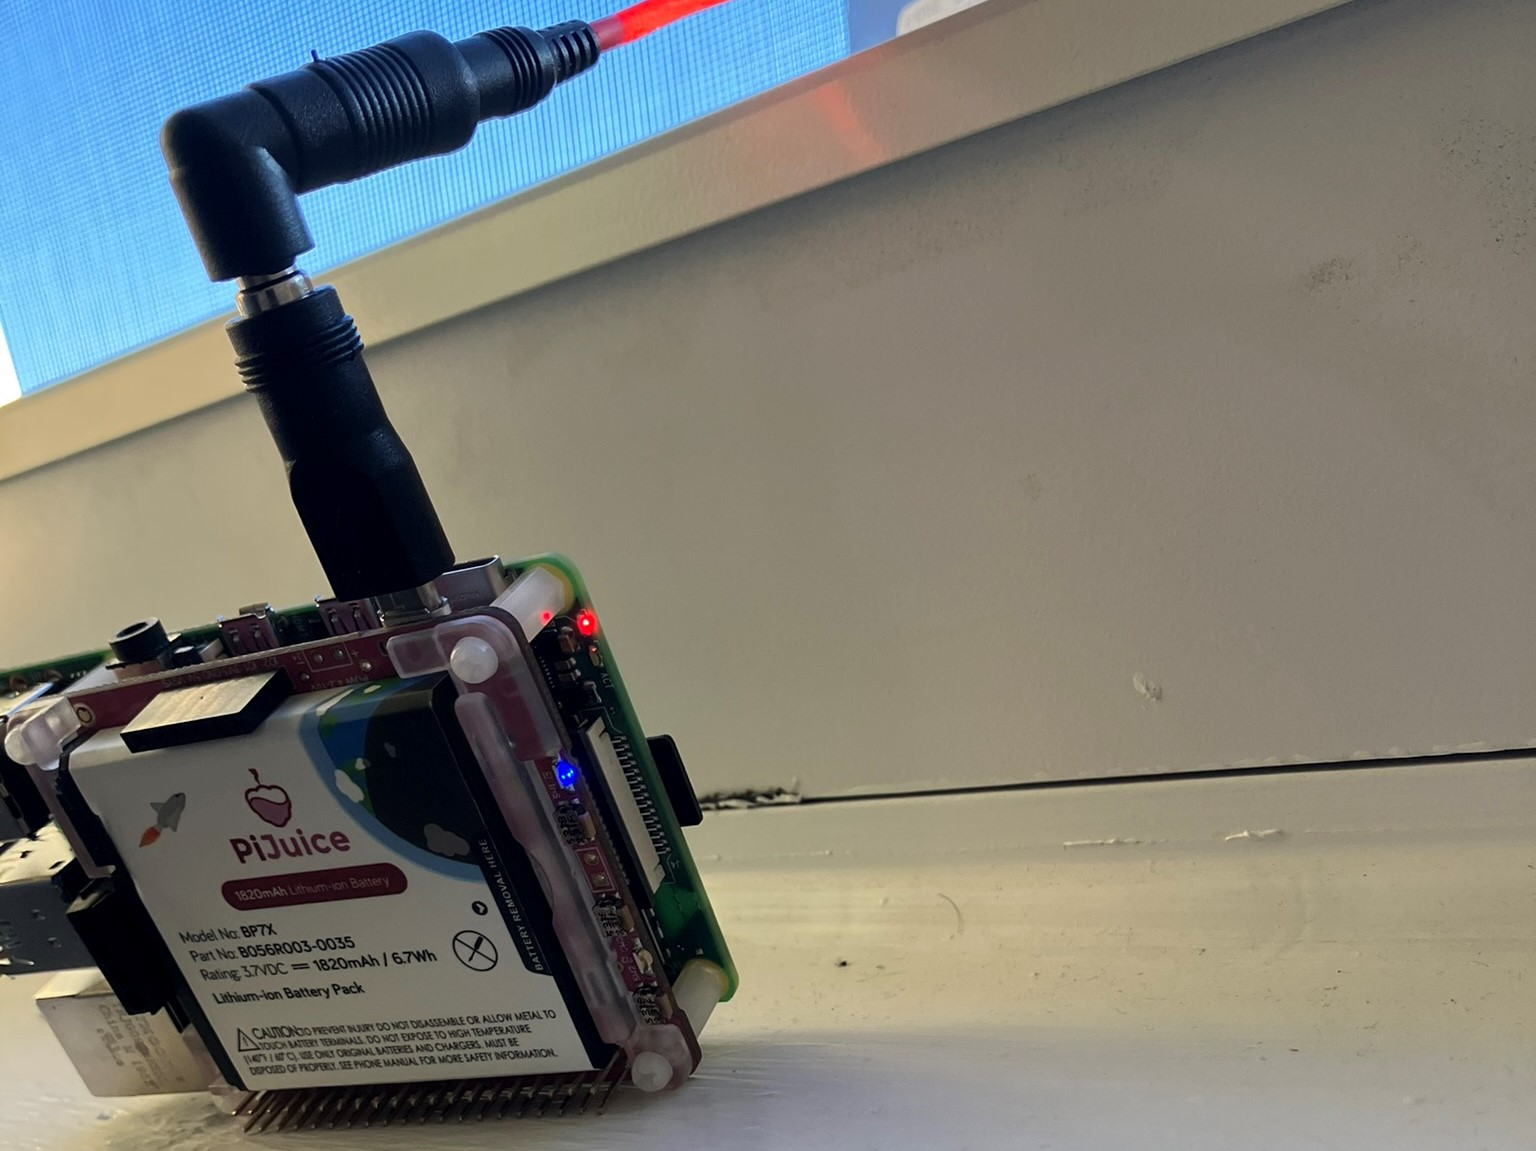 PiJuice
1820mAh Lithium-ion Battery
Model No: BP7X
Part No: B056R003-0035
Rating: 3.7VDC ⎓ 1820mAh / 6.7Wh
Lithium-ion Battery Pack
CAUTION: TO PREVENT INJURY DO NOT DISASSEMBLE OR ALLOW METAL TO
TOUCH BATTERY TERMINALS. DO NOT EXPOSE TO HIGH TEMPERATURE
(140°F / 60°C). USE ONLY ORIGINAL BATTERIES AND CHARGERS. MUST BE
DISPOSED OF PROPERLY. SEE PHONE MANUAL FOR MORE SAFETY INFORMATION.
BATTERY REMOVAL HERE
ACT